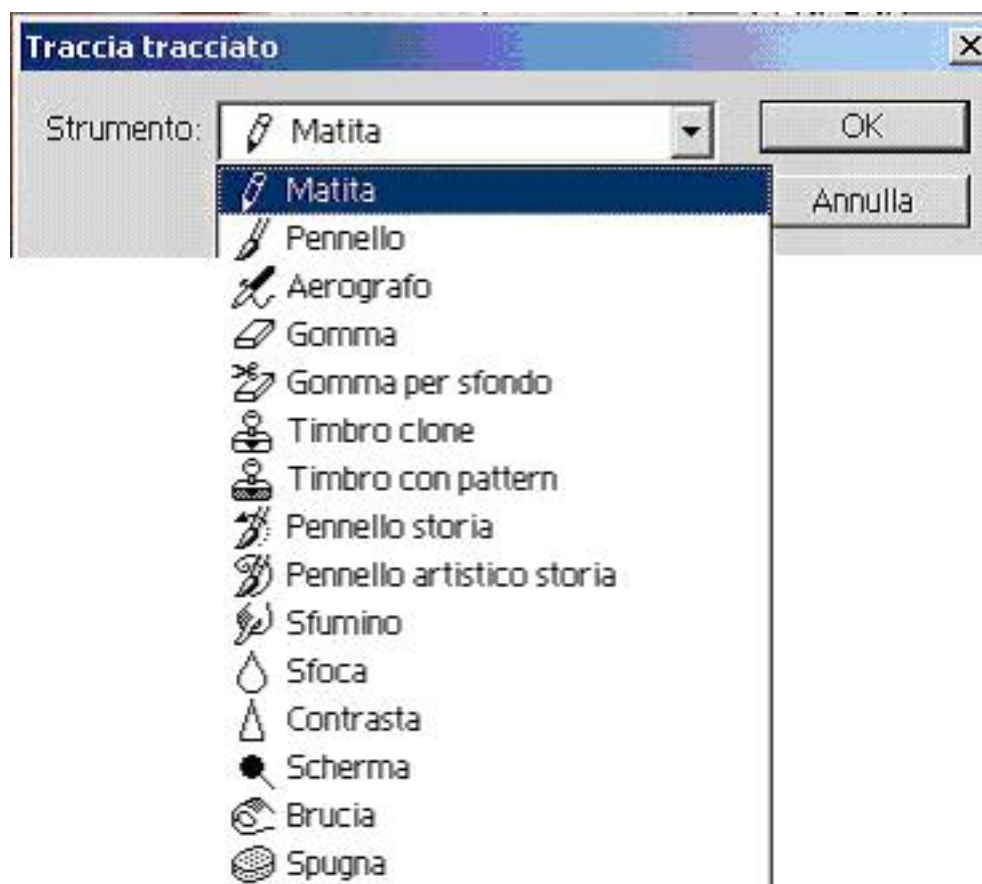 Traccia tracciato
Strumento: Matita OK
Matita Annulla
Pennello
Aerografo
Gomma
Gomma per sfondo
Timbro clone
Timbro con pattern
Pennello storia
Pennello artistico storia
Sfumino
Sfoca
Contrasta
Scherma
Brucia
Spugna